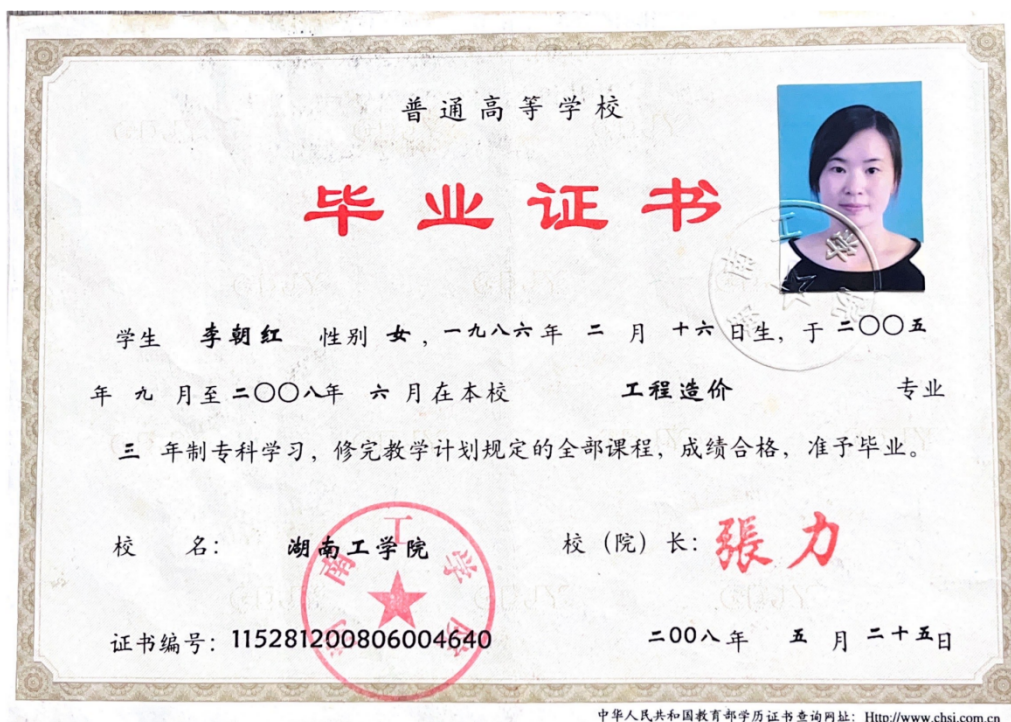 普通高等学校
毕业证书
学生 李朝红 性别 女，一九八六年 二 月 十六 日生，于 二〇〇五
年 九 月至二〇〇八年 六 月在本校 工程造价 专业
三 年制专科学习，修完教学计划规定的全部课程，成绩合格，准予毕业。
校 名： 湖南工学院 校（院）长：張力
湖南工学院
证书编号：115281200806004640 二〇〇八年 五 月 二十五日
中华人民共和国教育部学历证书查询网址：Http://www.chsi.com.cn